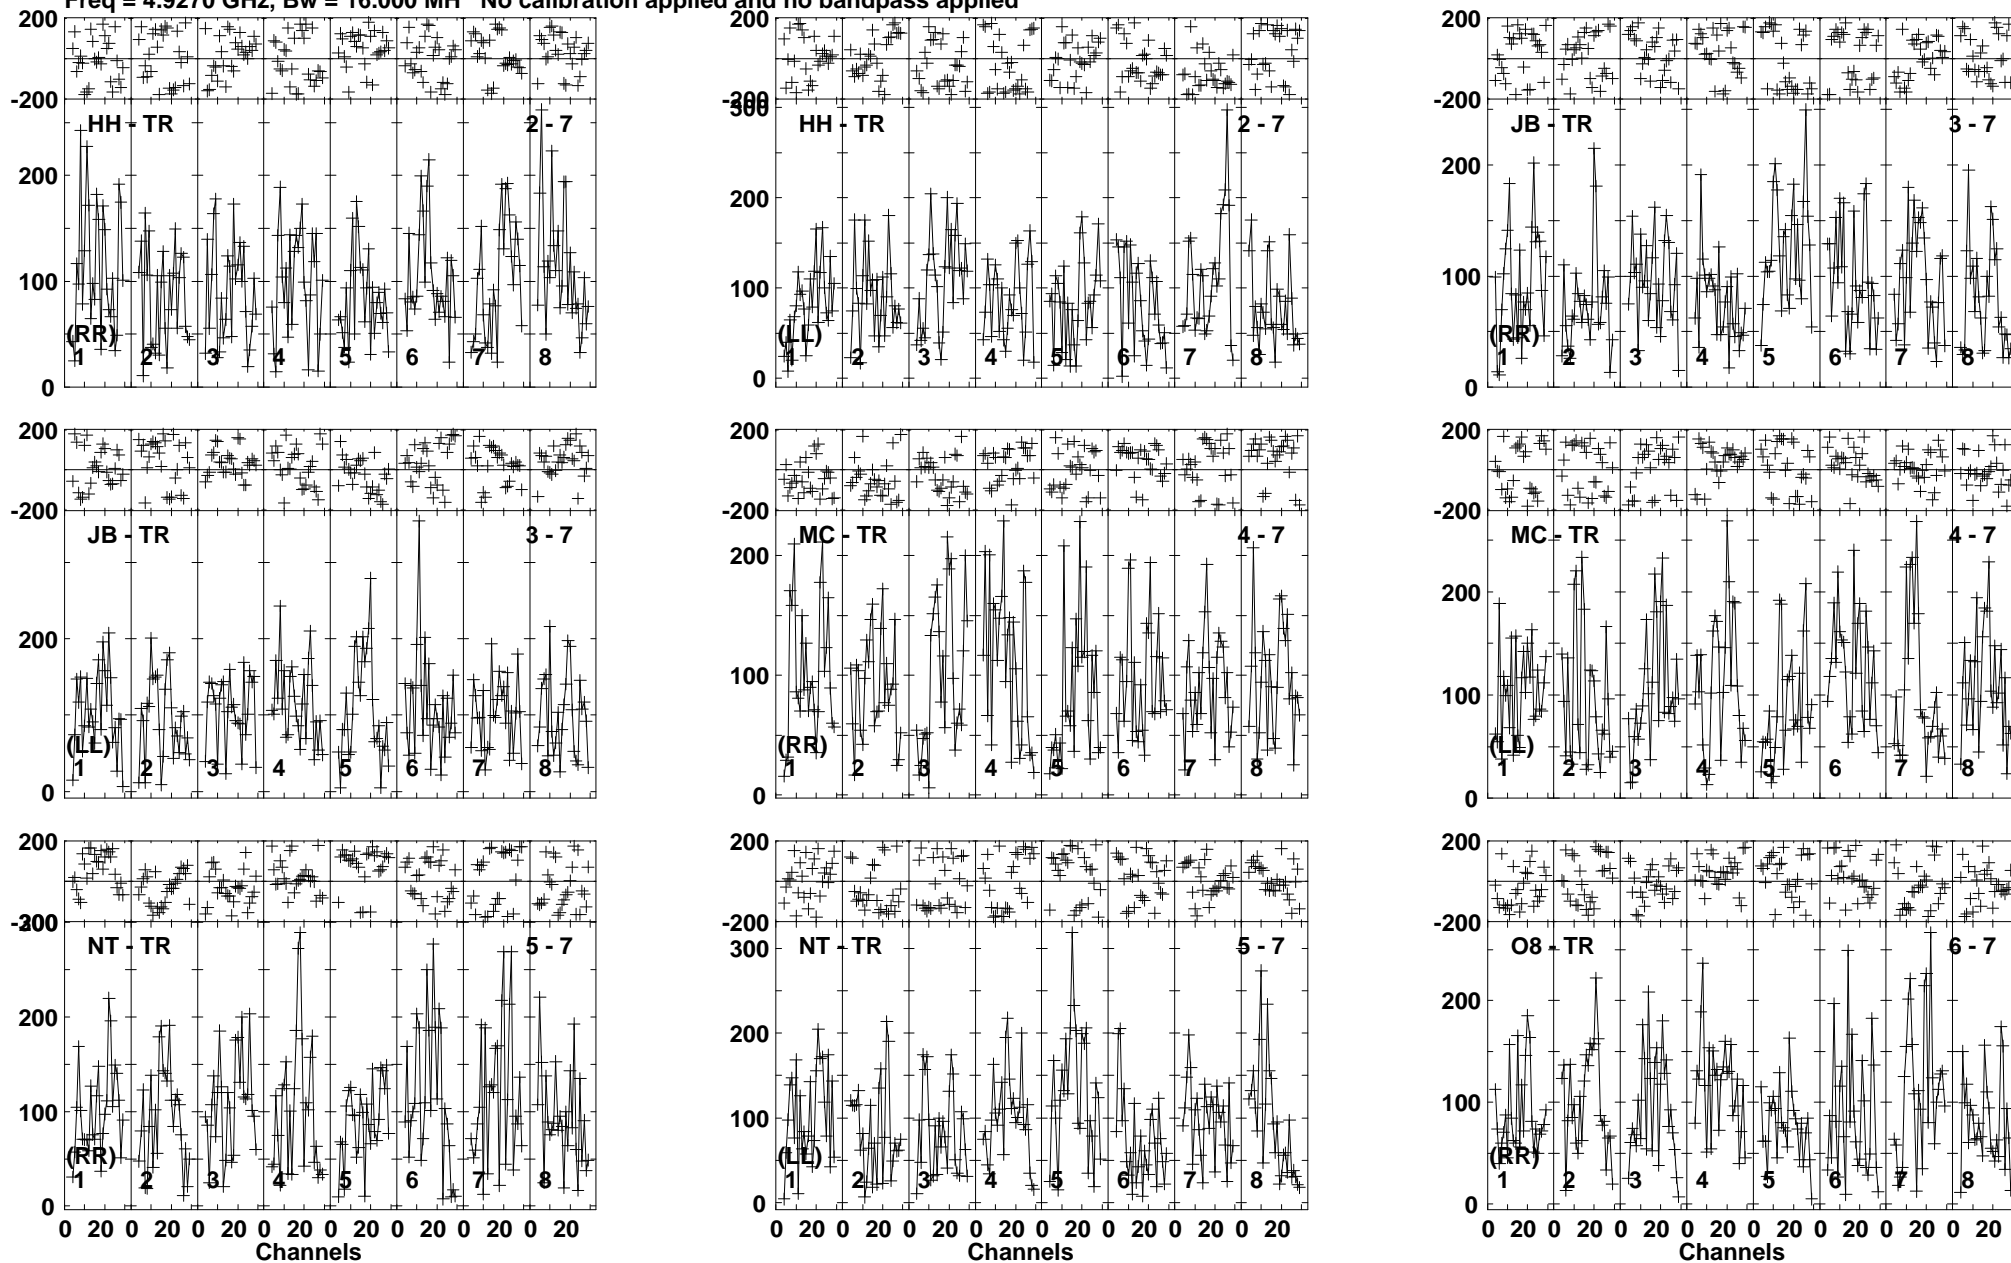 Freq = 4.9270 GHz, Bw = 16.000 MH No calibration applied and no bandpass applied
200 200 200
-200 -200 -200
300
HH - TR 2 - 7 HH - TR 2 - 7 JB - TR 3 - 7
200 200 200
100 100 100
(RR) (LL) (RR)
1 2 3 4 5 6 7 8 1 2 3 4 5 6 7 8 1 2 3 4 5 6 7 8
0 0 0
200 200 200
-200 -200 -200
JB - TR 3 - 7 MC - TR 4 - 7 MC - TR 4 - 7
200 200 200
100 100
(LL) (RR) (LL)
1 2 3 4 5 6 7 8 1 2 3 4 5 6 7 8 1 2 3 4 5 6 7 8
0 0 0
200 200 200
-200 -200 -200
300 300
NT - TR 5 - 7 NT - TR 5 - 7 O8 - TR 6 - 7
200 200 200
100 100 100
(RR) (LL) (RR)
1 2 3 4 5 6 7 8 1 2 3 4 5 6 7 8 1 2 3 4 5 6 7 8
0 0 0
0 20 0 20 0 20 0 20 0 20 0 20 0 20 0 20 0 20 0 20 0 20 0 20 0 20 0 20 0 20 0 20 0 20 0 20 0 20 0 20 0 20 0 20 0 20 0 20
Channels Channels Channels